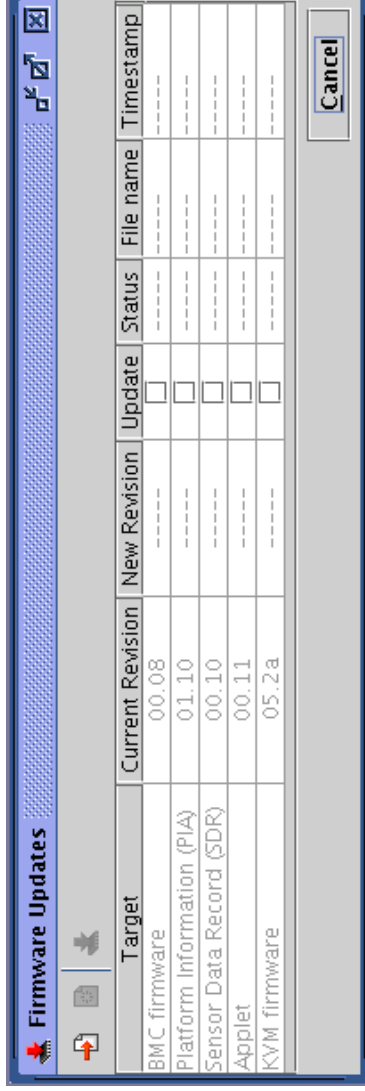 Firmware Updates
Target Current Revision New Revision Update Status File name Timestamp
BMC firmware 00.08 ----- ----- ----- -----
Platform Information (PIA) 01.10 ----- ----- ----- -----
Sensor Data Record (SDR) 00.10 ----- ----- ----- -----
Applet 00.11 ----- ----- ----- -----
KVM firmware 05.2a ----- ----- ----- -----
Cancel